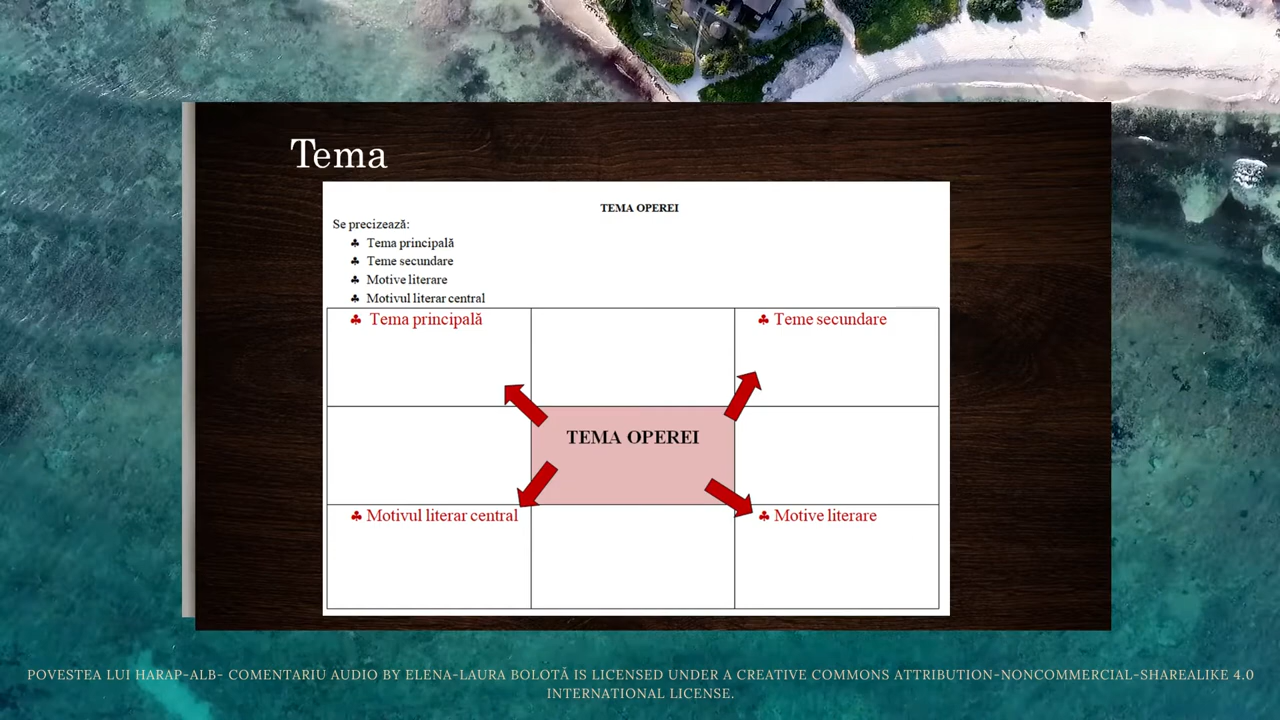 Tema
TEMA OPEREI
Se precizează:
♣ Tema principală
♣ Teme secundare
♣ Motive literare
♣ Motivul literar central
♣ Tema principală
♣ Teme secundare
TEMA OPEREI
♣ Motivul literar central
♣ Motive literare
POVESTEA LUI HARAP-ALB- COMENTARIU AUDIO BY ELENA-LAURA BOLOTĂ IS LICENSED UNDER A CREATIVE COMMONS ATTRIBUTION-NONCOMMERCIAL-SHAREALIKE 4.0
INTERNATIONAL LICENSE.